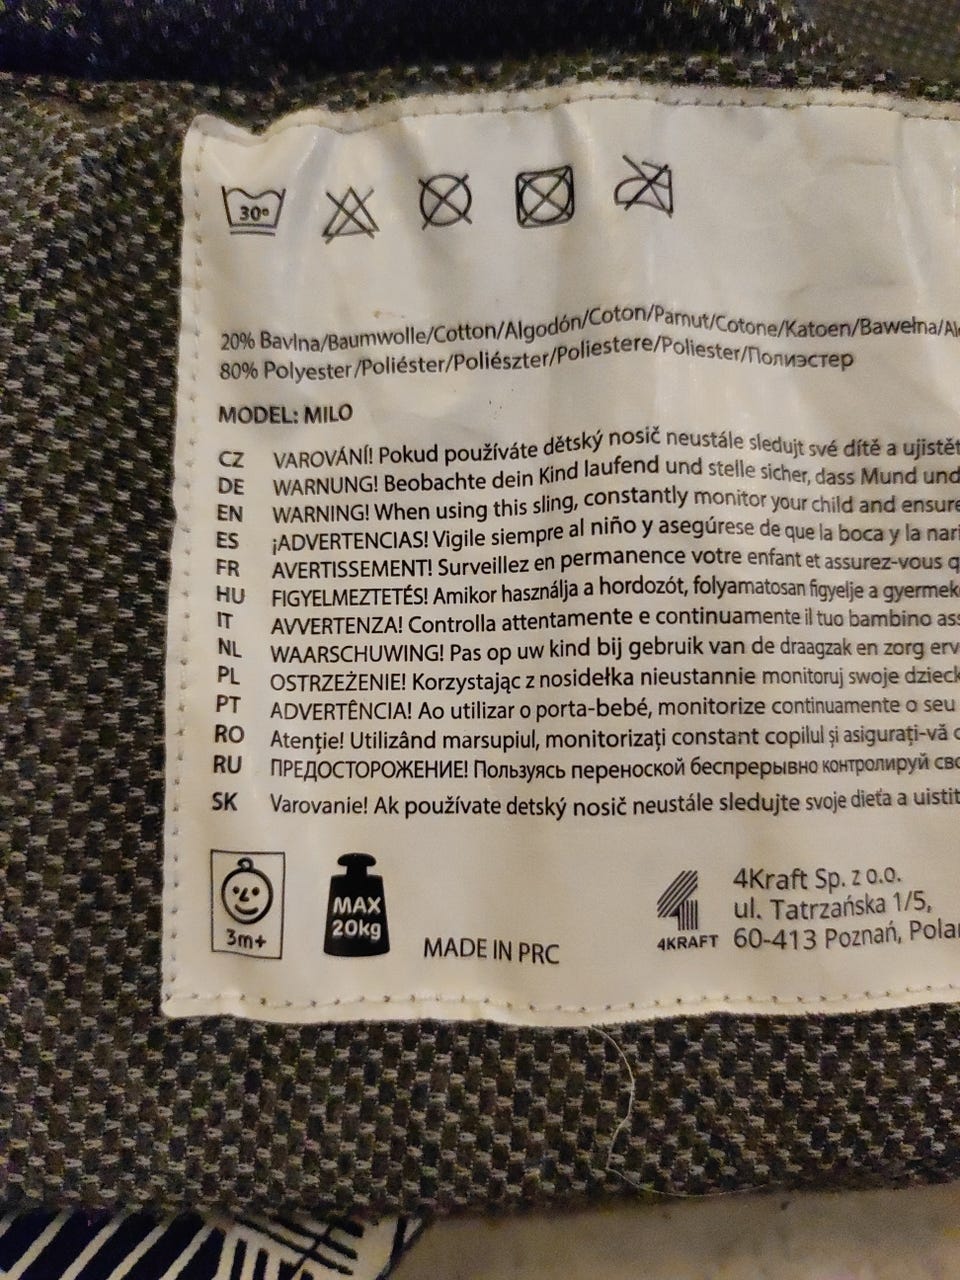 30°
20% Bavlna/Baumwolle/Cotton/Algodón/Coton/Pamut/Cotone/Katoen/Bawełna/
80% Polyester/Poliéster/Poliészter/Poliestere/Poliester/Полиэстер
MODEL: MILO
CZ VAROVÁNÍ! Pokud používáte dětský nosič neustále sledujt své dítě a ujistět
DE WARNUNG! Beobachte dein Kind laufend und stelle sicher, dass Mund und
EN WARNING! When using this sling, constantly monitor your child and ensure
ES ¡ADVERTENCIAS! Vigile siempre al niño y asegúrese de que la boca y la nari
FR AVERTISSEMENT! Surveillez en permanence votre enfant et assurez-vous q
HU FIGYELMEZTETÉS! Amikor használja a hordozót, folyamatosan figyelje a gyermek
IT AVVERTENZA! Controlla attentamente e continuamente il tuo bambino ass
NL WAARSCHUWING! Pas op uw kind bij gebruik van de draagzak en zorg erv
PL OSTRZEŻENIE! Korzystając z nosidełka nieustannie monitoruj swoje dzieck
PT ADVERTÊNCIA! Ao utilizar o porta-bebé, monitorize continuamente o seu
RO Atenție! Utilizând marsupiul, monitorizați constant copilul și asigurați-vă
RU ПРЕДОСТОРОЖЕНИЕ! Пользуясь переноской беспрерывно контролируй сво
SK Varovanie! Ak používate detský nosič neustále sledujte svoje dieťa a uistit
3m+
MAX
20kg
MADE IN PRC
4KRAFT
4Kraft Sp. z o.o.
ul. Tatrzańska 1/5,
60-413 Poznań, Pola